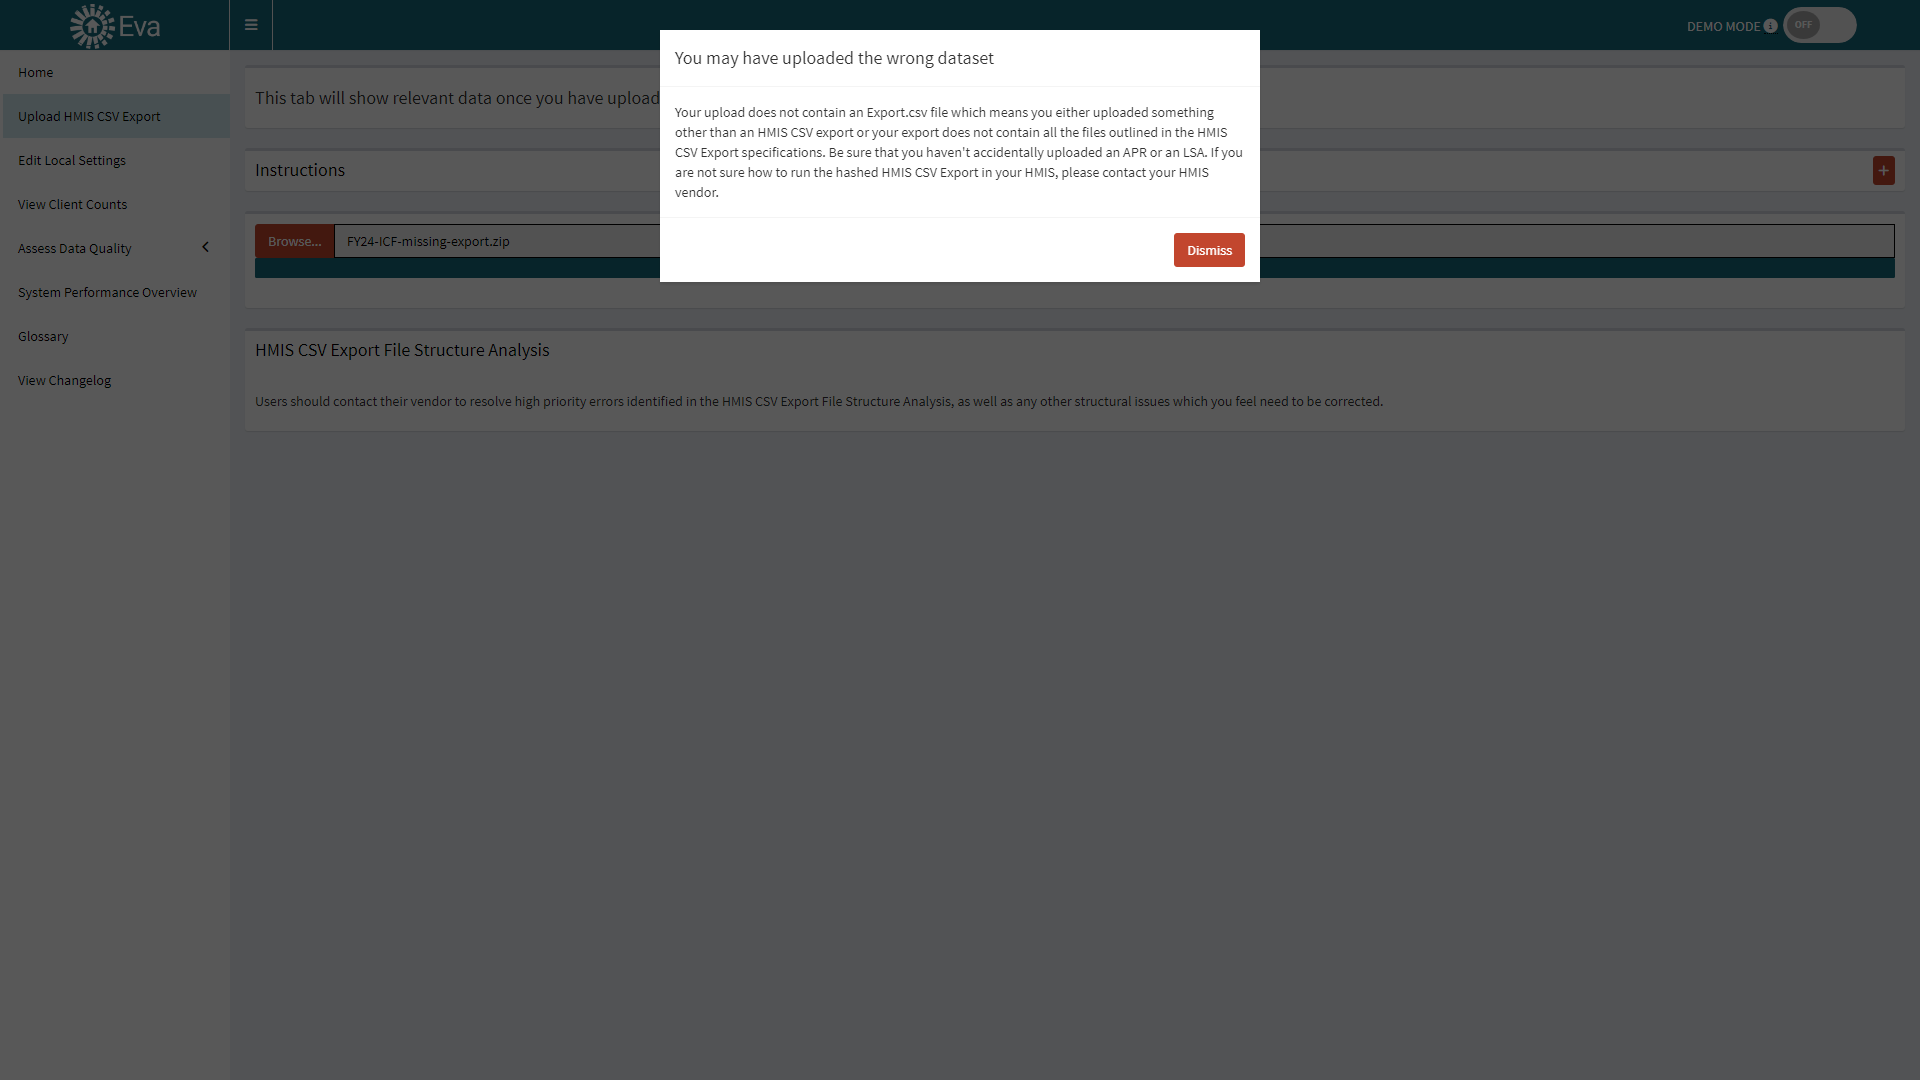 Eva
DEMO MODE
OFF
You may have uploaded the wrong dataset
Your upload does not contain an Export.csv file which means you either uploaded something
other than an HMIS CSV export or your export does not contain all the files outlined in the HMIS
CSV Export specifications. Be sure that you haven't accidentally uploaded an APR or an LSA. If you
are not sure how to run the hashed HMIS CSV Export in your HMIS, please contact your HMIS
vendor.
Dismiss
Home
Upload HMIS CSV Export
Edit Local Settings
View Client Counts
Assess Data Quality
System Performance Overview
Glossary
View Changelog
This tab will show relevant data once you have upload
Instructions
Browse...
FY24-ICF-missing-export.zip
HMIS CSV Export File Structure Analysis
Users should contact their vendor to resolve high priority errors identified in the HMIS CSV Export File Structure Analysis, as well as any other structural issues which you feel need to be corrected.